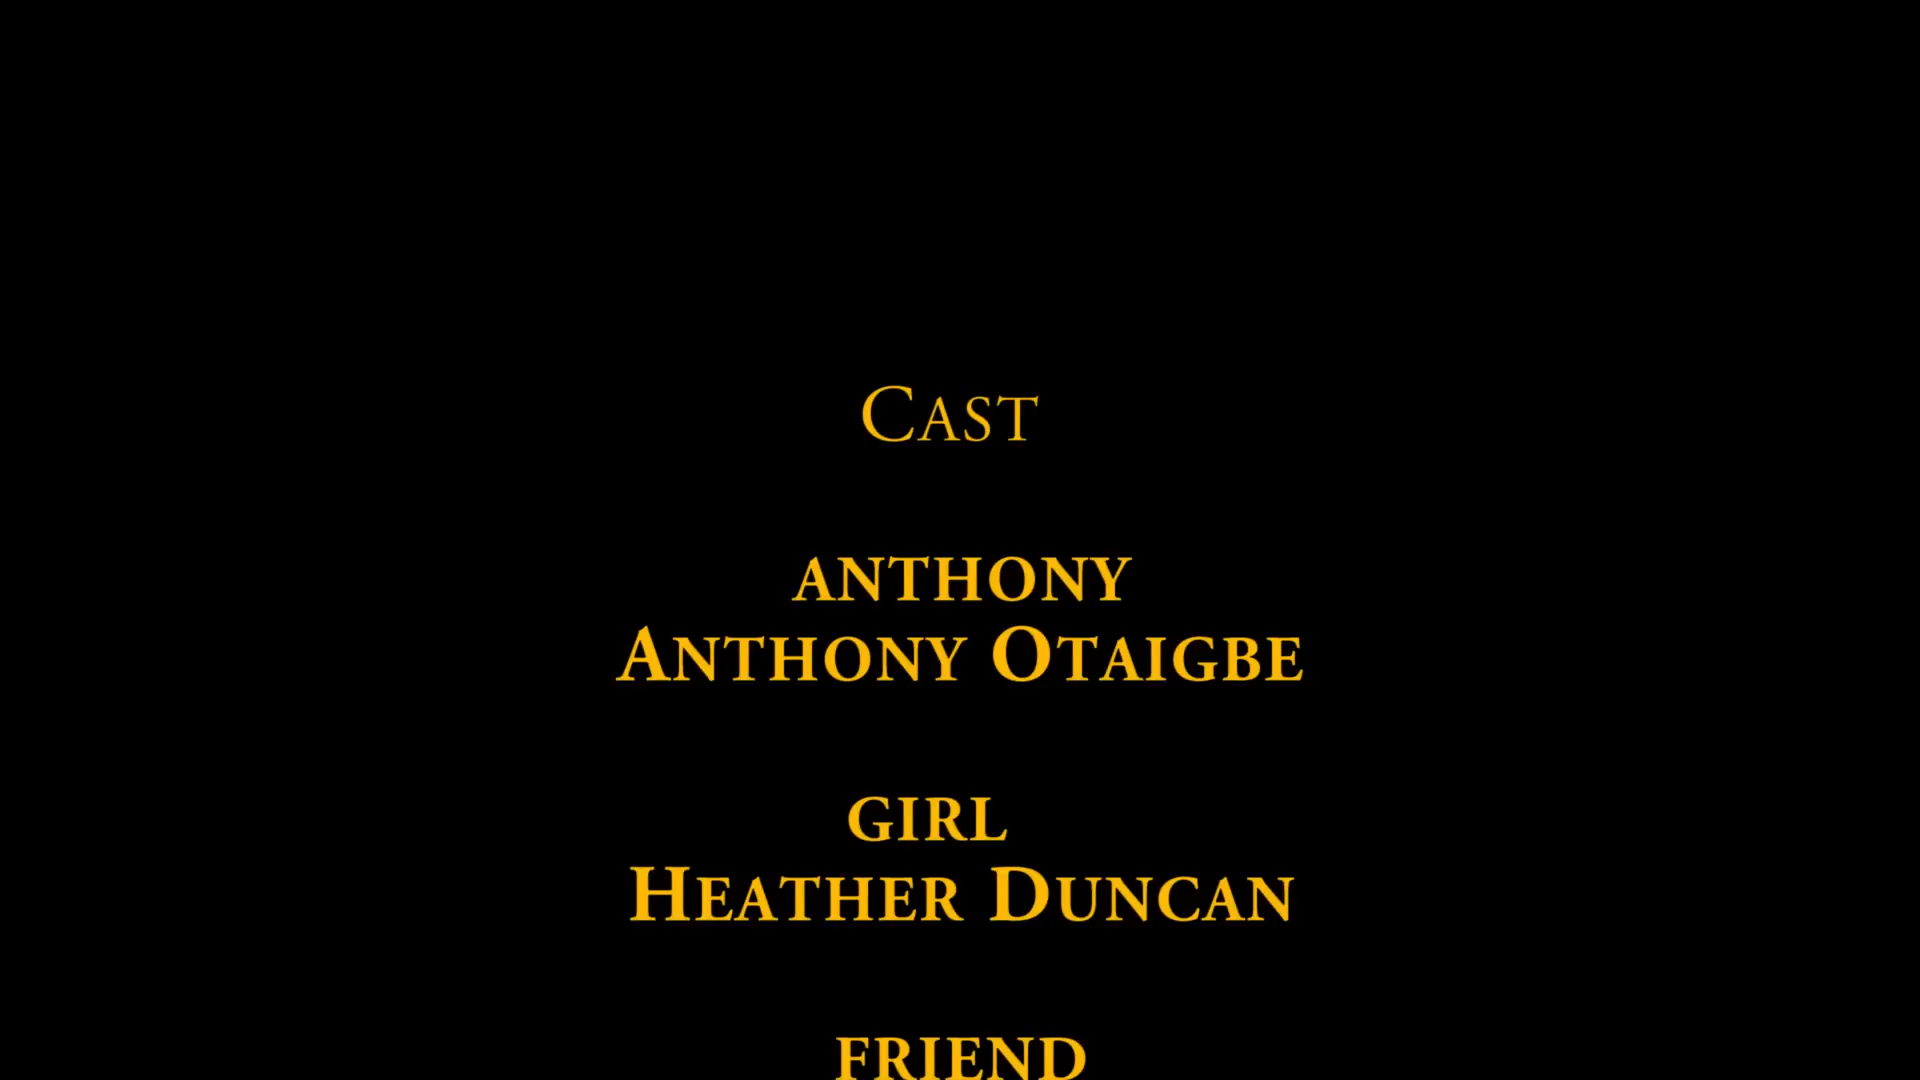 Cast
ANTHONY
Anthony Otaigbe
GIRL
Heather Duncan
FRIEND